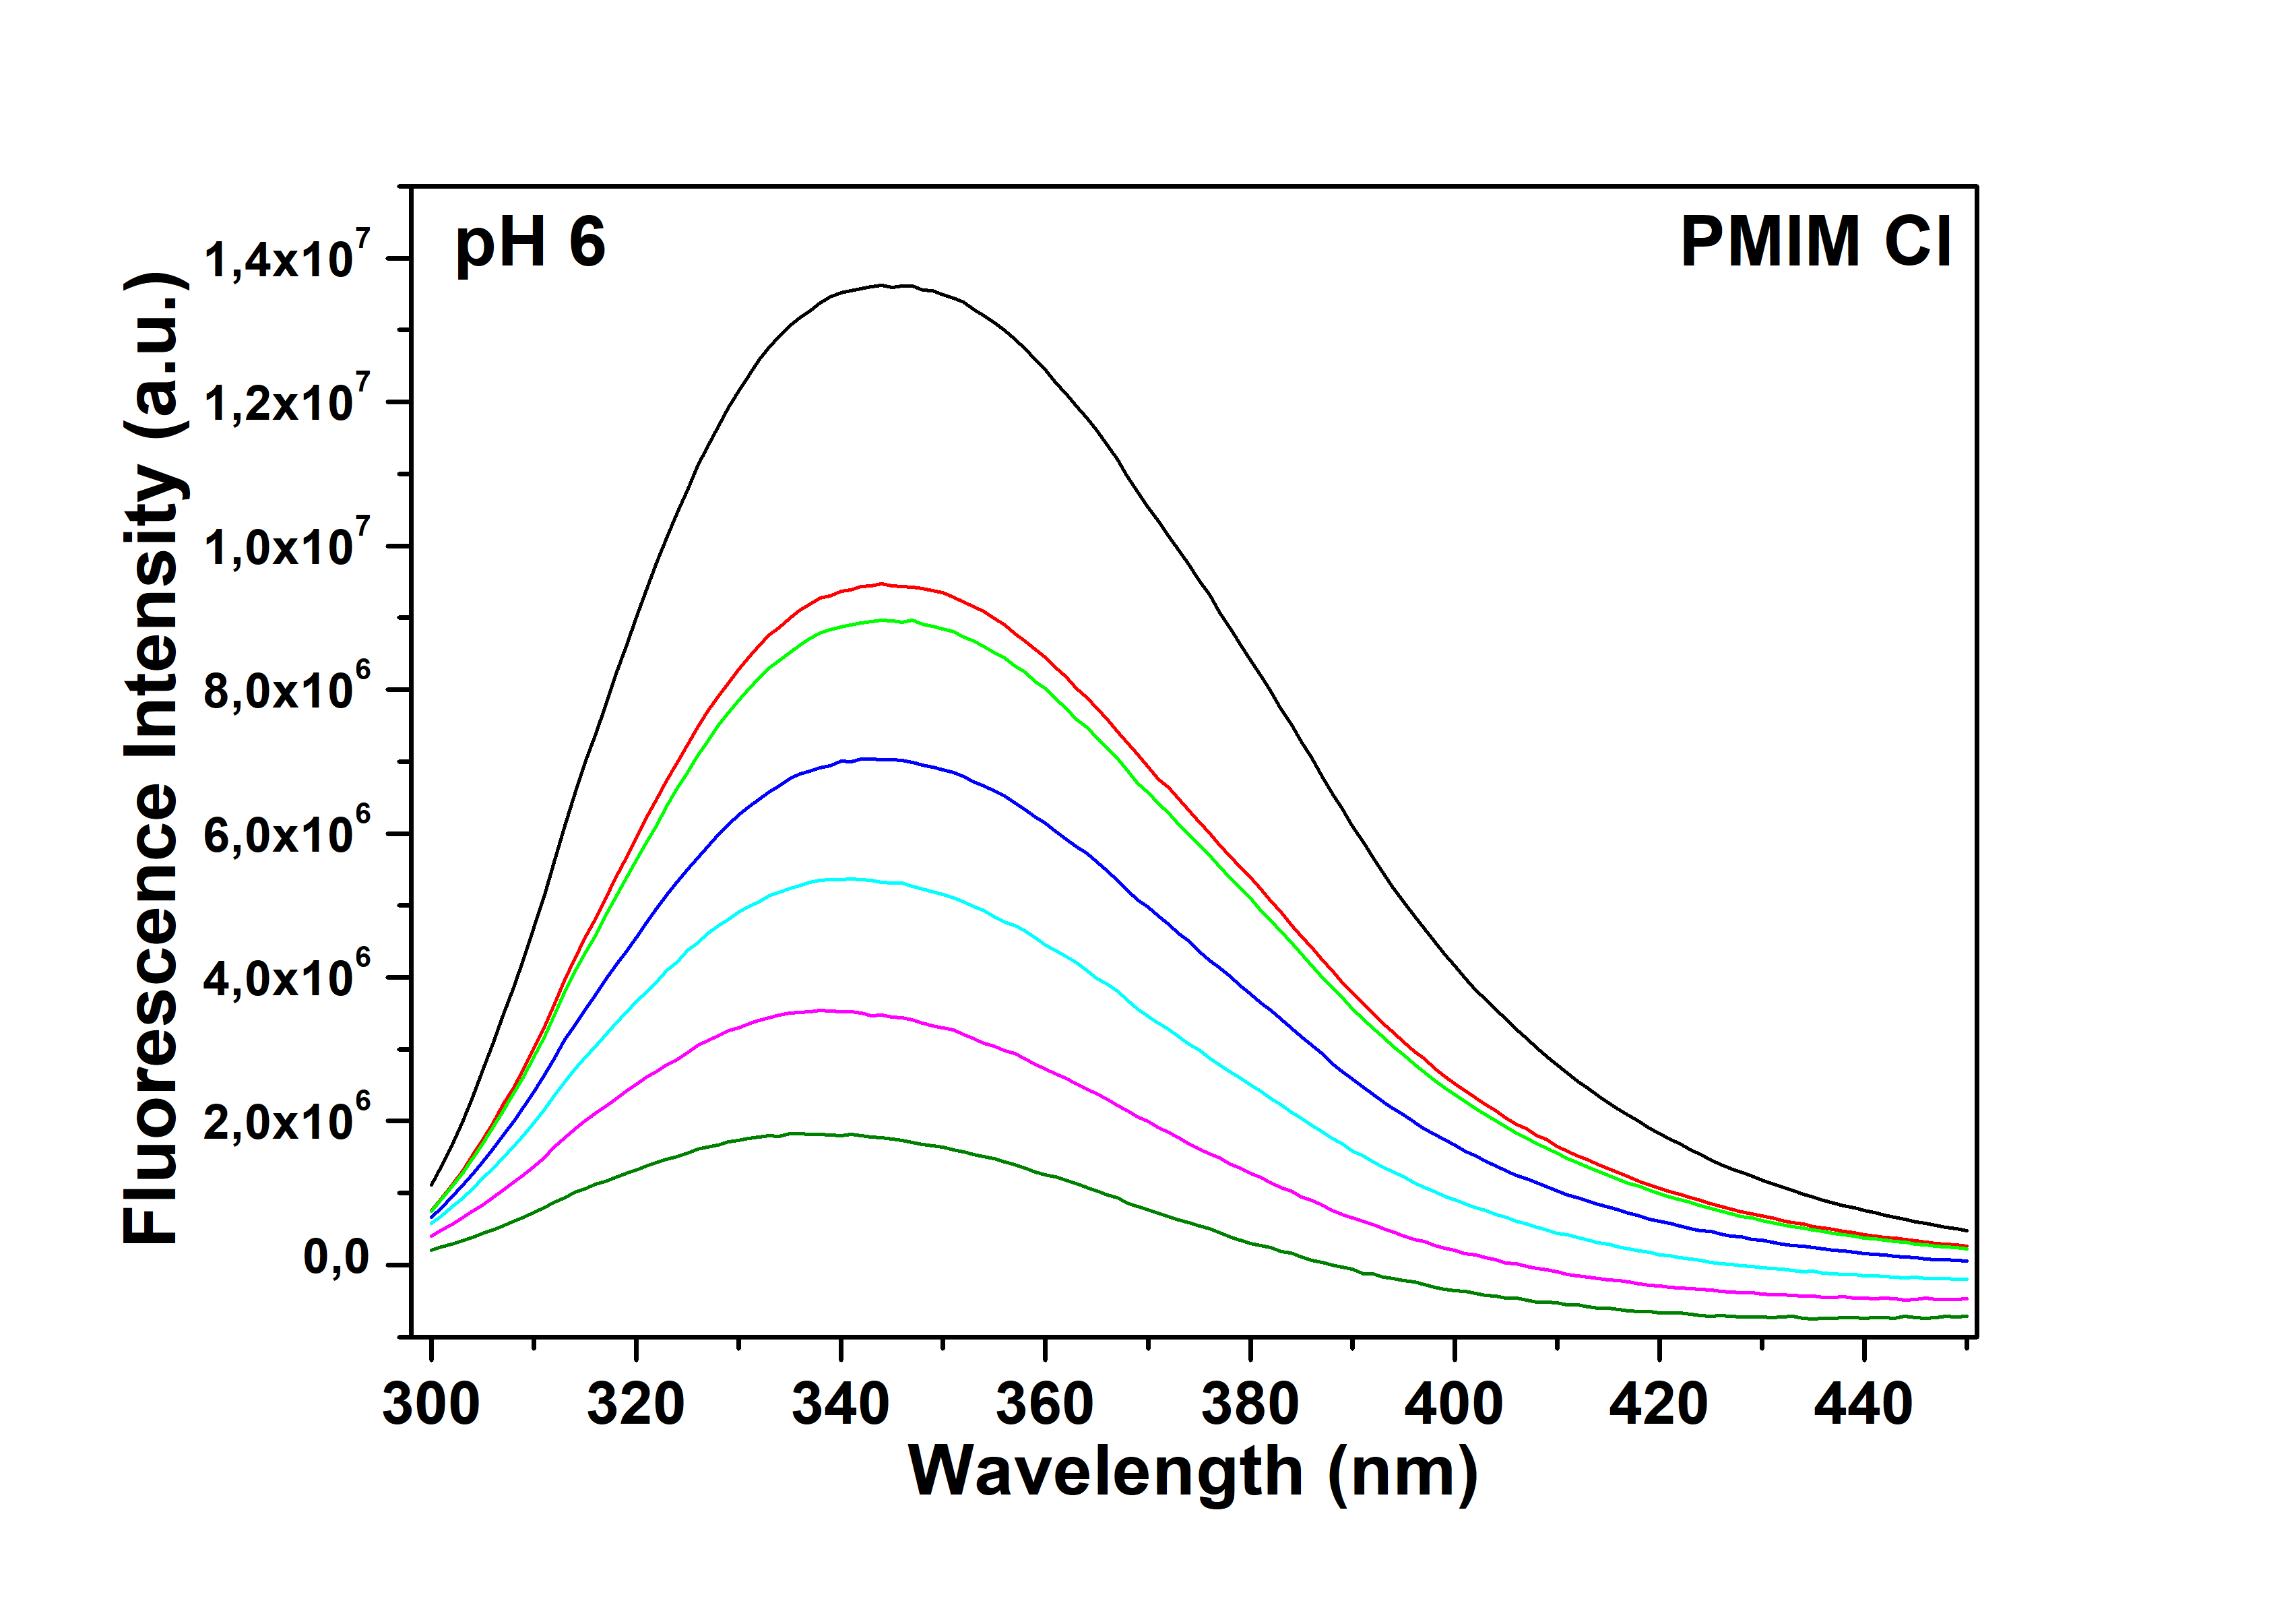 pH 6
PMIM Cl
Fluorescence Intensity (a.u.)
1,4x10⁷
1,2x10⁷
1,0x10⁷
8,0x10⁶
6,0x10⁶
4,0x10⁶
2,0x10⁶
0,0
300 320 340 360 380 400 420 440
Wavelength (nm)